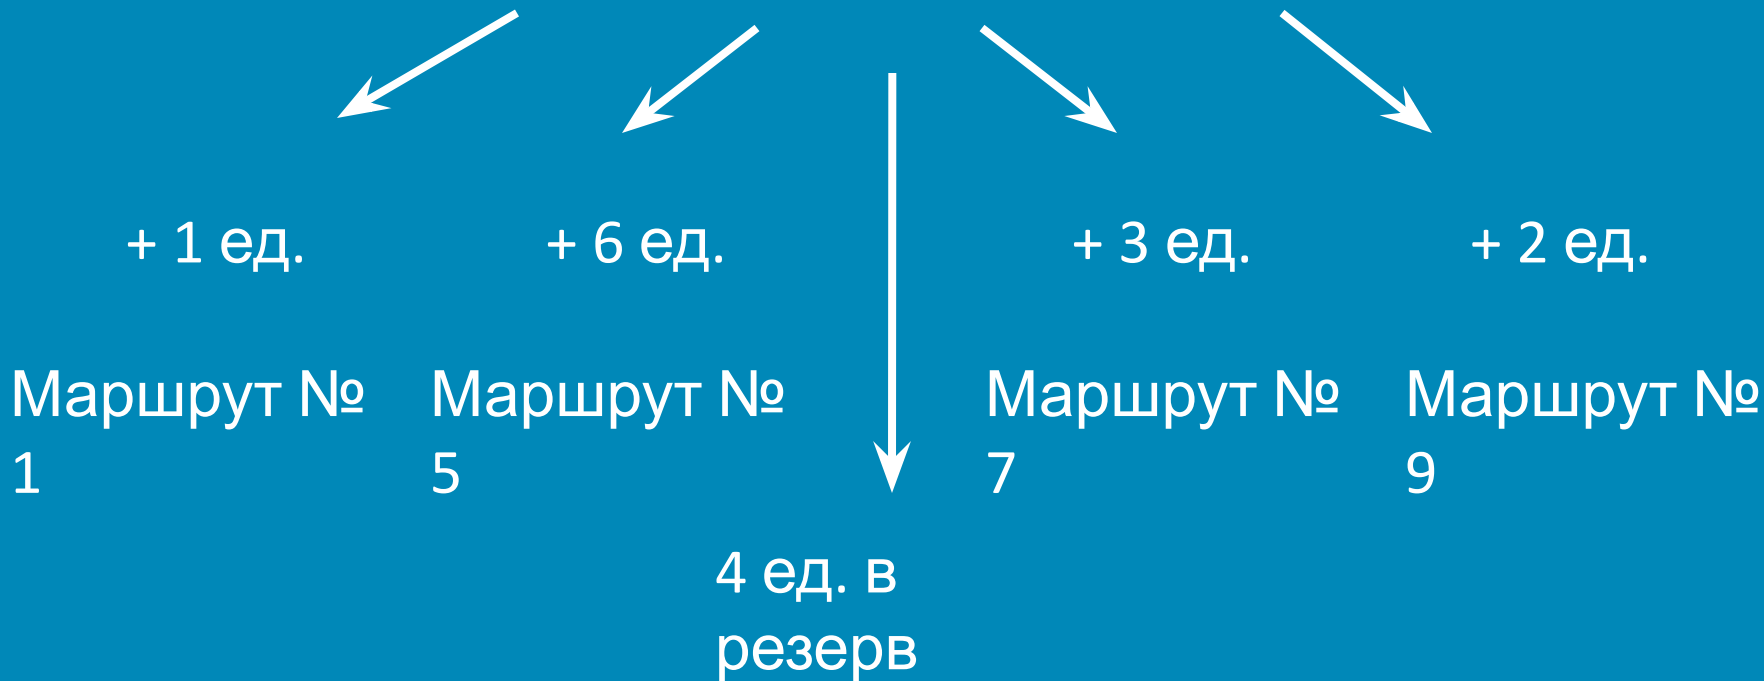 + 1 ед.
+ 6 ед.
+ 3 ед.
+ 2 ед.
Маршрут №
1
Маршрут №
5
Маршрут №
7
Маршрут №
9
4 ед. в
резерв